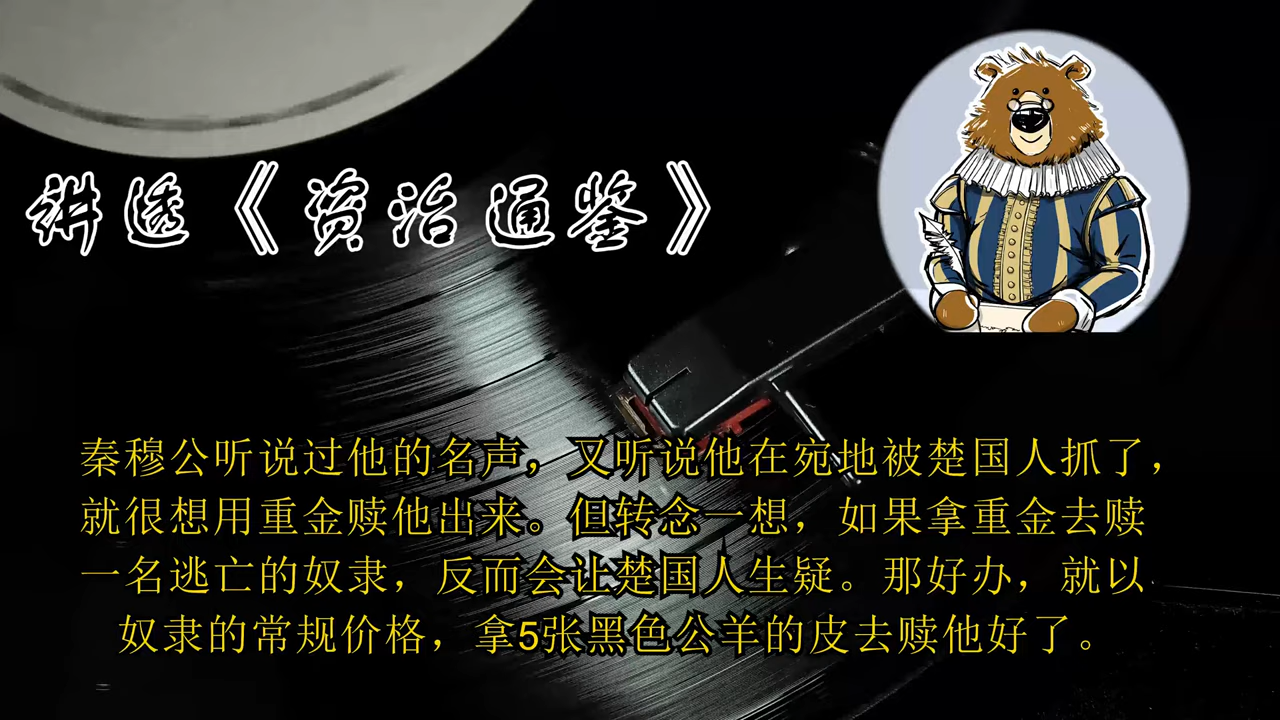 讲透《资治通鉴》
秦穆公听说过他的名声，又听说他在宛地被楚国人抓了，
就很想用重金赎他出来。但转念一想，如果拿重金去赎
一名逃亡的奴隶，反而会让楚国人生疑。那好办，就以
奴隶的常规价格，拿5张黑色公羊的皮去赎他好了。